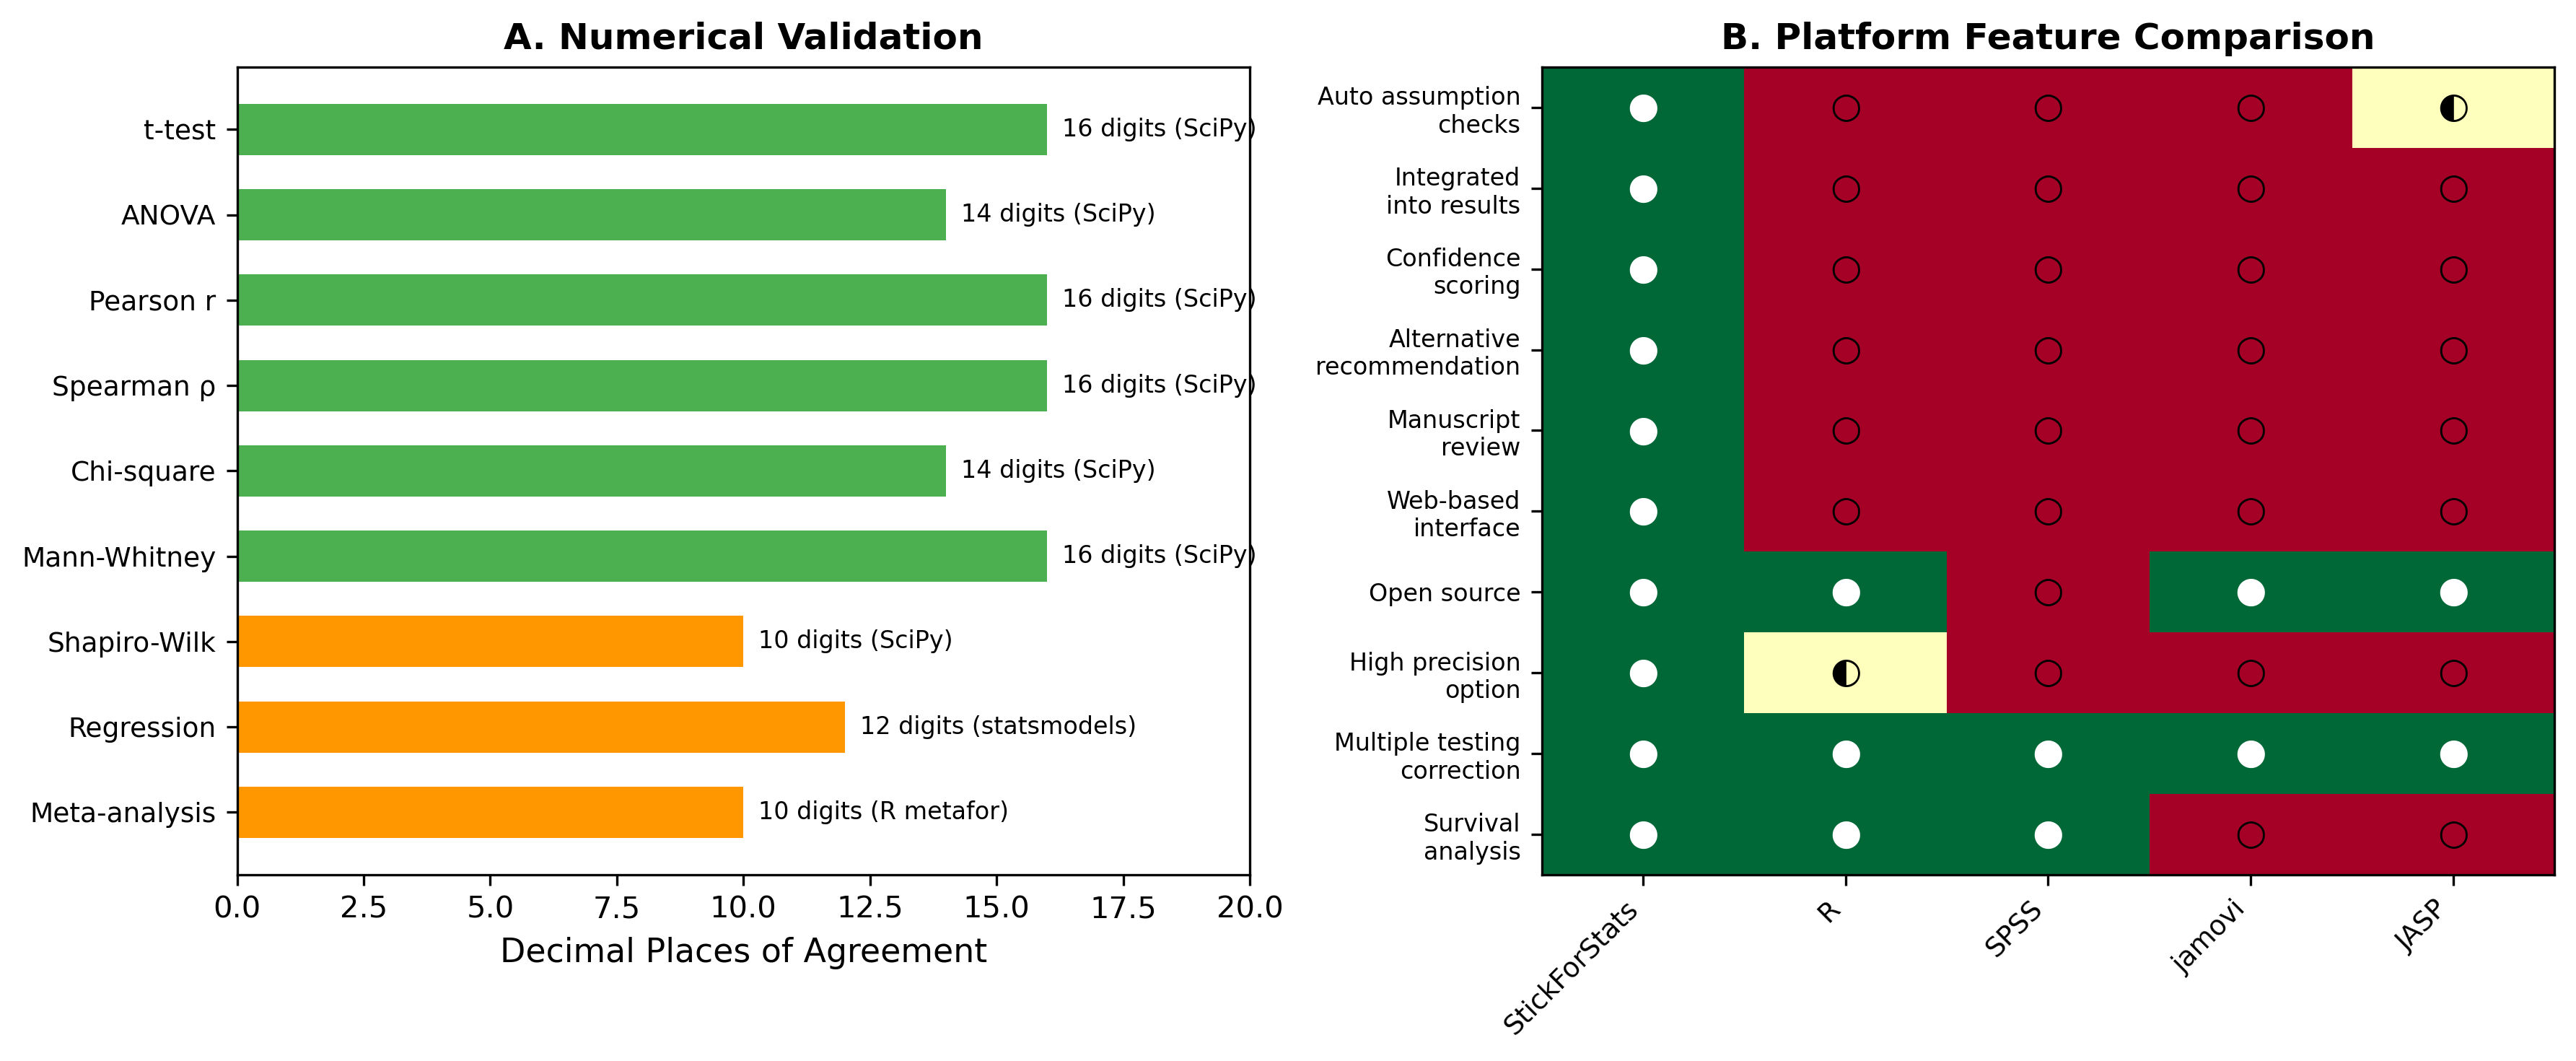 A. Numerical Validation
t-test
16 digits (SciPy)
ANOVA
14 digits (SciPy)
Pearson r
16 digits (SciPy)
Spearman ρ
16 digits (SciPy)
Chi-square
14 digits (SciPy)
Mann-Whitney
16 digits (SciPy)
Shapiro-Wilk
10 digits (SciPy)
Regression
12 digits (statsmodels)
Meta-analysis
10 digits (R metafor)
0.0 2.5 5.0 7.5 10.0 12.5 15.0 17.5 20.0
Decimal Places of Agreement
B. Platform Feature Comparison
Auto assumption
checks
Integrated
into results
Confidence
scoring
Alternative
recommendation
Manuscript
review
Web-based
interface
Open source
High precision
option
Multiple testing
correction
Survival
analysis
StickForStats
R
SPSS
jamovi
JASP